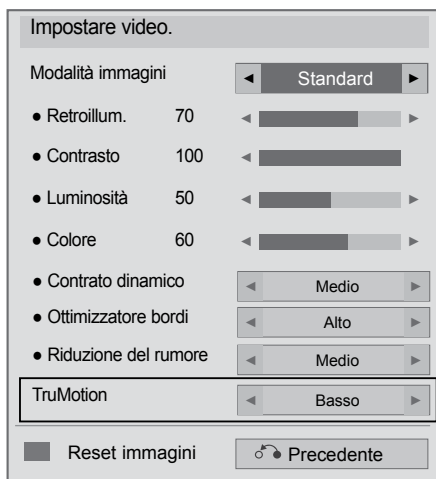 Impostare video.
Modalità immagini ◄ Standard ►
● Retroillum. 70 ◄ ►
● Contrasto 100 ◄
● Luminosità 50 ◄ ►
● Colore 60 ◄ ►
● Contrato dinamico ◄ Medio ►
● Ottimizzatore bordi ◄ Alto ►
● Riduzione del rumore ◄ Medio ►
TruMotion ◄ Basso ►
Reset immagini Precedente